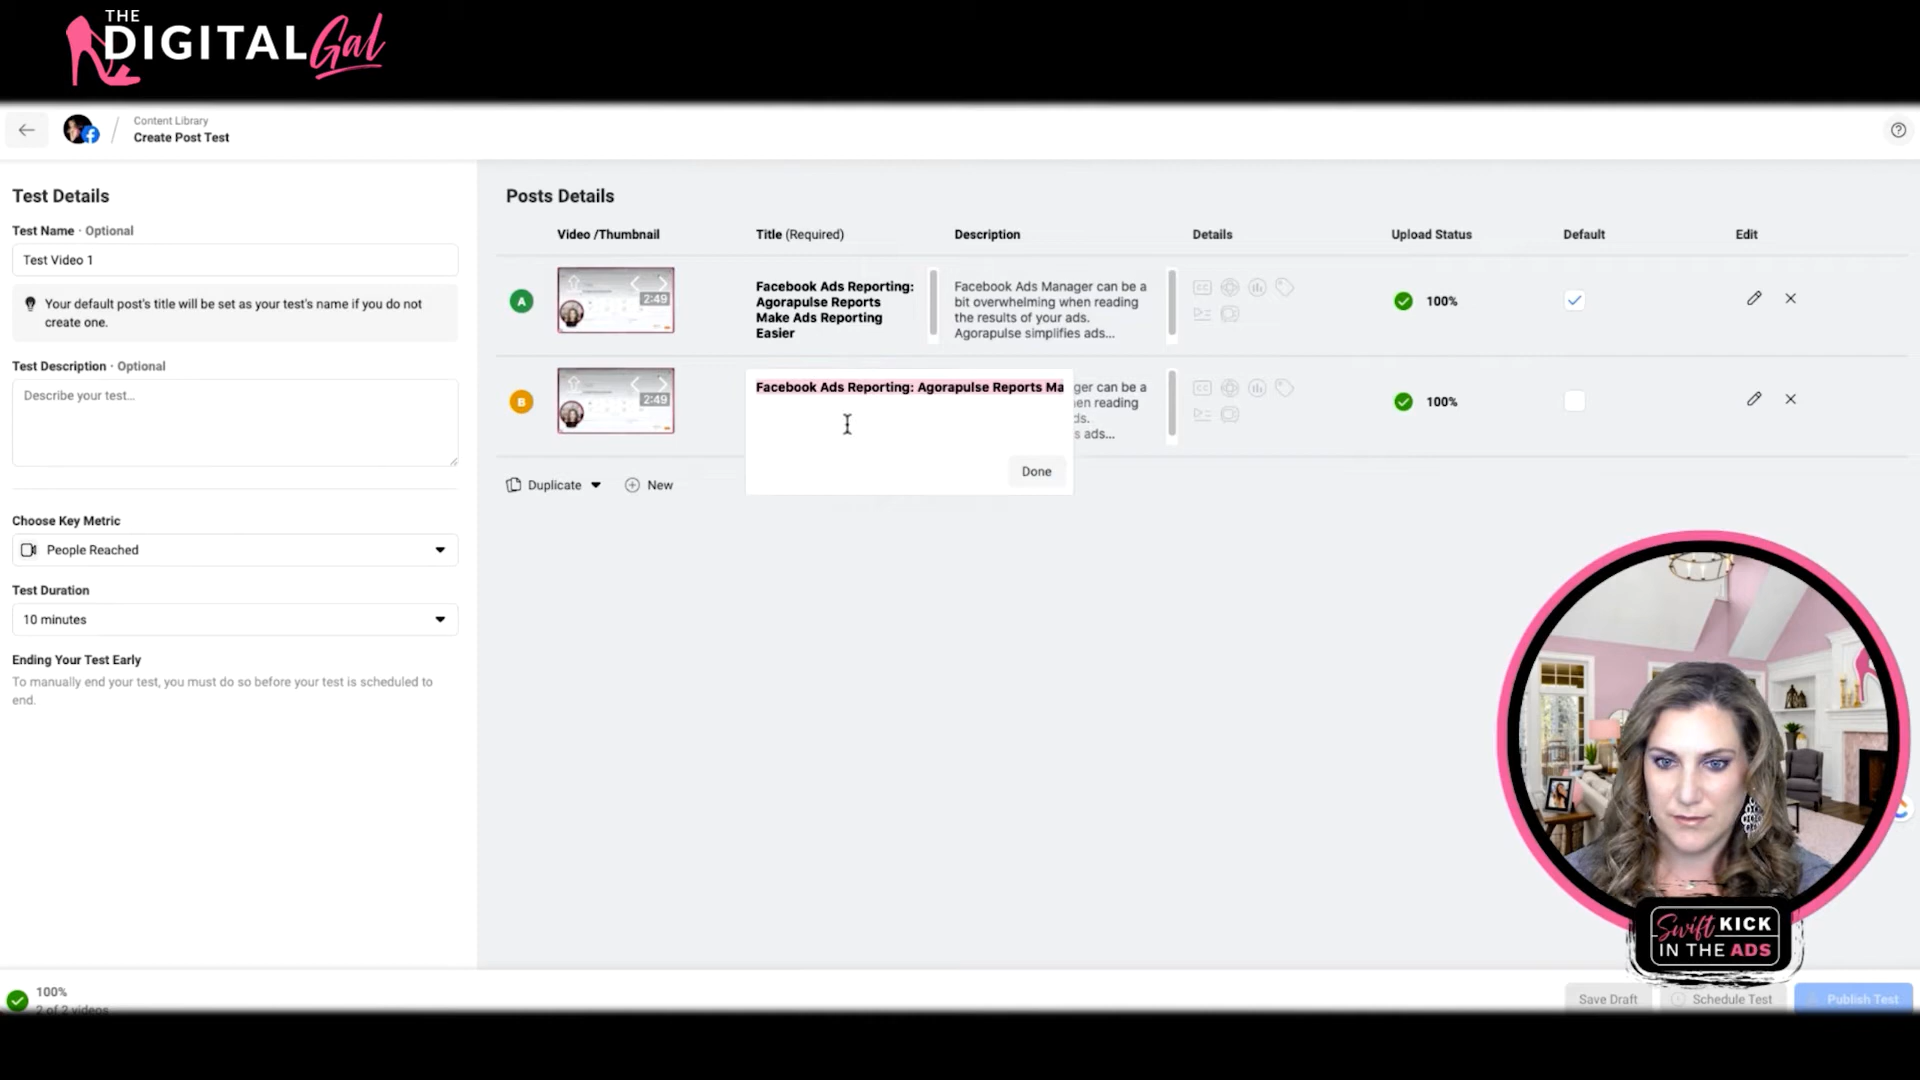 THE
DIGITAL Gal
Content Library
Create Post Test
Test Details
Test Name · Optional
Test Video 1
Your default post's title will be set as your test's name if you do not
create one.
Test Description · Optional
Describe your test...
Choose Key Metric
People Reached
Test Duration
10 minutes
Ending Your Test Early
To manually end your test, you must do so before your test is scheduled to
end.
Posts Details
Video /Thumbnail
Title (Required)
Description
Details
Upload Status
Default
Edit
A
2:49
Facebook Ads Reporting:
Agorapulse Reports
Make Ads Reporting
Easier
Facebook Ads Manager can be a
bit overwhelming when reading
the results of your ads.
Agorapulse simplifies ads...
CC
100%
B
2:49
Facebook Ads Reporting: Agorapulse Reports Ma
ger can be a
en reading
ds.
s ads...
CC
100%
Done
Duplicate
New
Swift KICK
IN THE ADS
100%
2 of 2 videos
Save Draft
Schedule Test
Publish Test